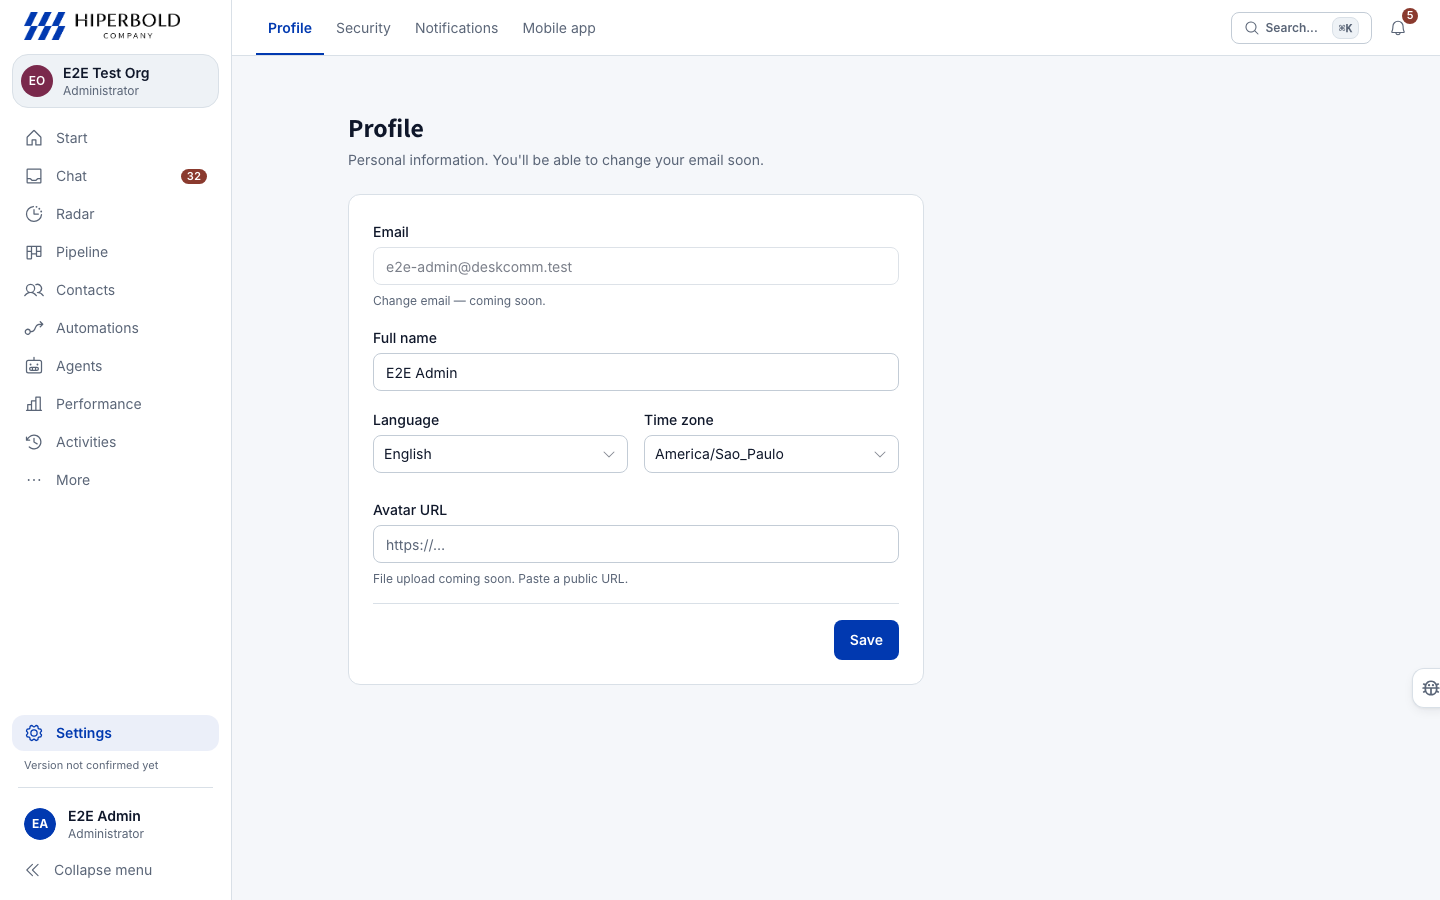 HIPERBOLD
COMPANY
EO
E2E Test Org
Administrator
Start
Chat
32
Radar
Pipeline
Contacts
Automations
Agents
Performance
Activities
More
Settings
Version not confirmed yet
EA
E2E Admin
Administrator
Collapse menu
Profile
Security
Notifications
Mobile app
Search...
⌘K
5
Profile
Personal information. You'll be able to change your email soon.
Email
e2e-admin@deskcomm.test
Change email — coming soon.
Full name
E2E Admin
Language
Time zone
English
America/Sao_Paulo
Avatar URL
https://...
File upload coming soon. Paste a public URL.
Save